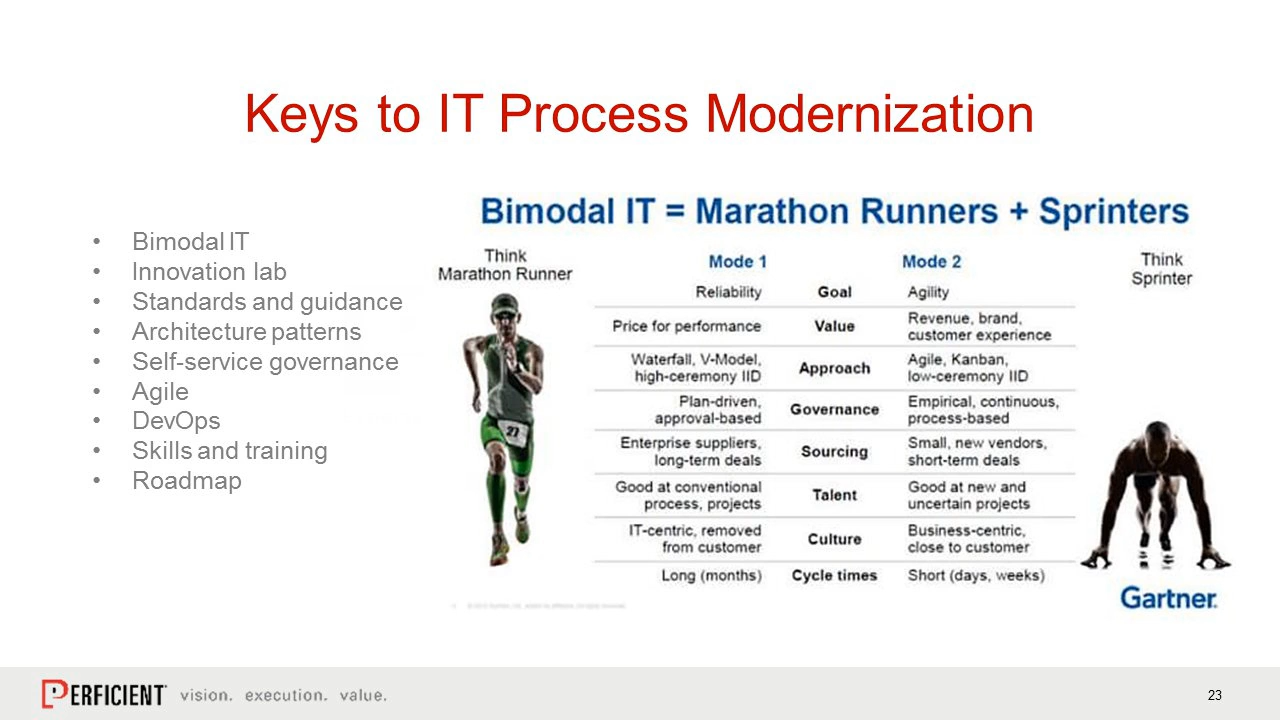 Keys to IT Process Modernization
• Bimodal IT
• Innovation lab
• Standards and guidance
• Architecture patterns
• Self-service governance
• Agile
• DevOps
• Skills and training
• Roadmap
Bimodal IT = Marathon Runners + Sprinters
Think
Marathon Runner
27
Mode 1 Mode 2
Reliability Goal Agility
Price for performance Value Revenue, brand,
customer experience
Waterfall, V-Model,
high-ceremony IID Approach Agile, Kanban,
low-ceremony IID
Plan-driven,
approval-based Governance Empirical, continuous,
process-based
Enterprise suppliers,
long-term deals Sourcing Small, new vendors,
short-term deals
Good at conventional
process, projects Talent Good at new and
uncertain projects
IT-centric, removed
from customer Culture Business-centric,
close to customer
Long (months) Cycle times Short (days, weeks)
Think
Sprinter
Gartner.
PERFICIENT vision. execution. value.
23